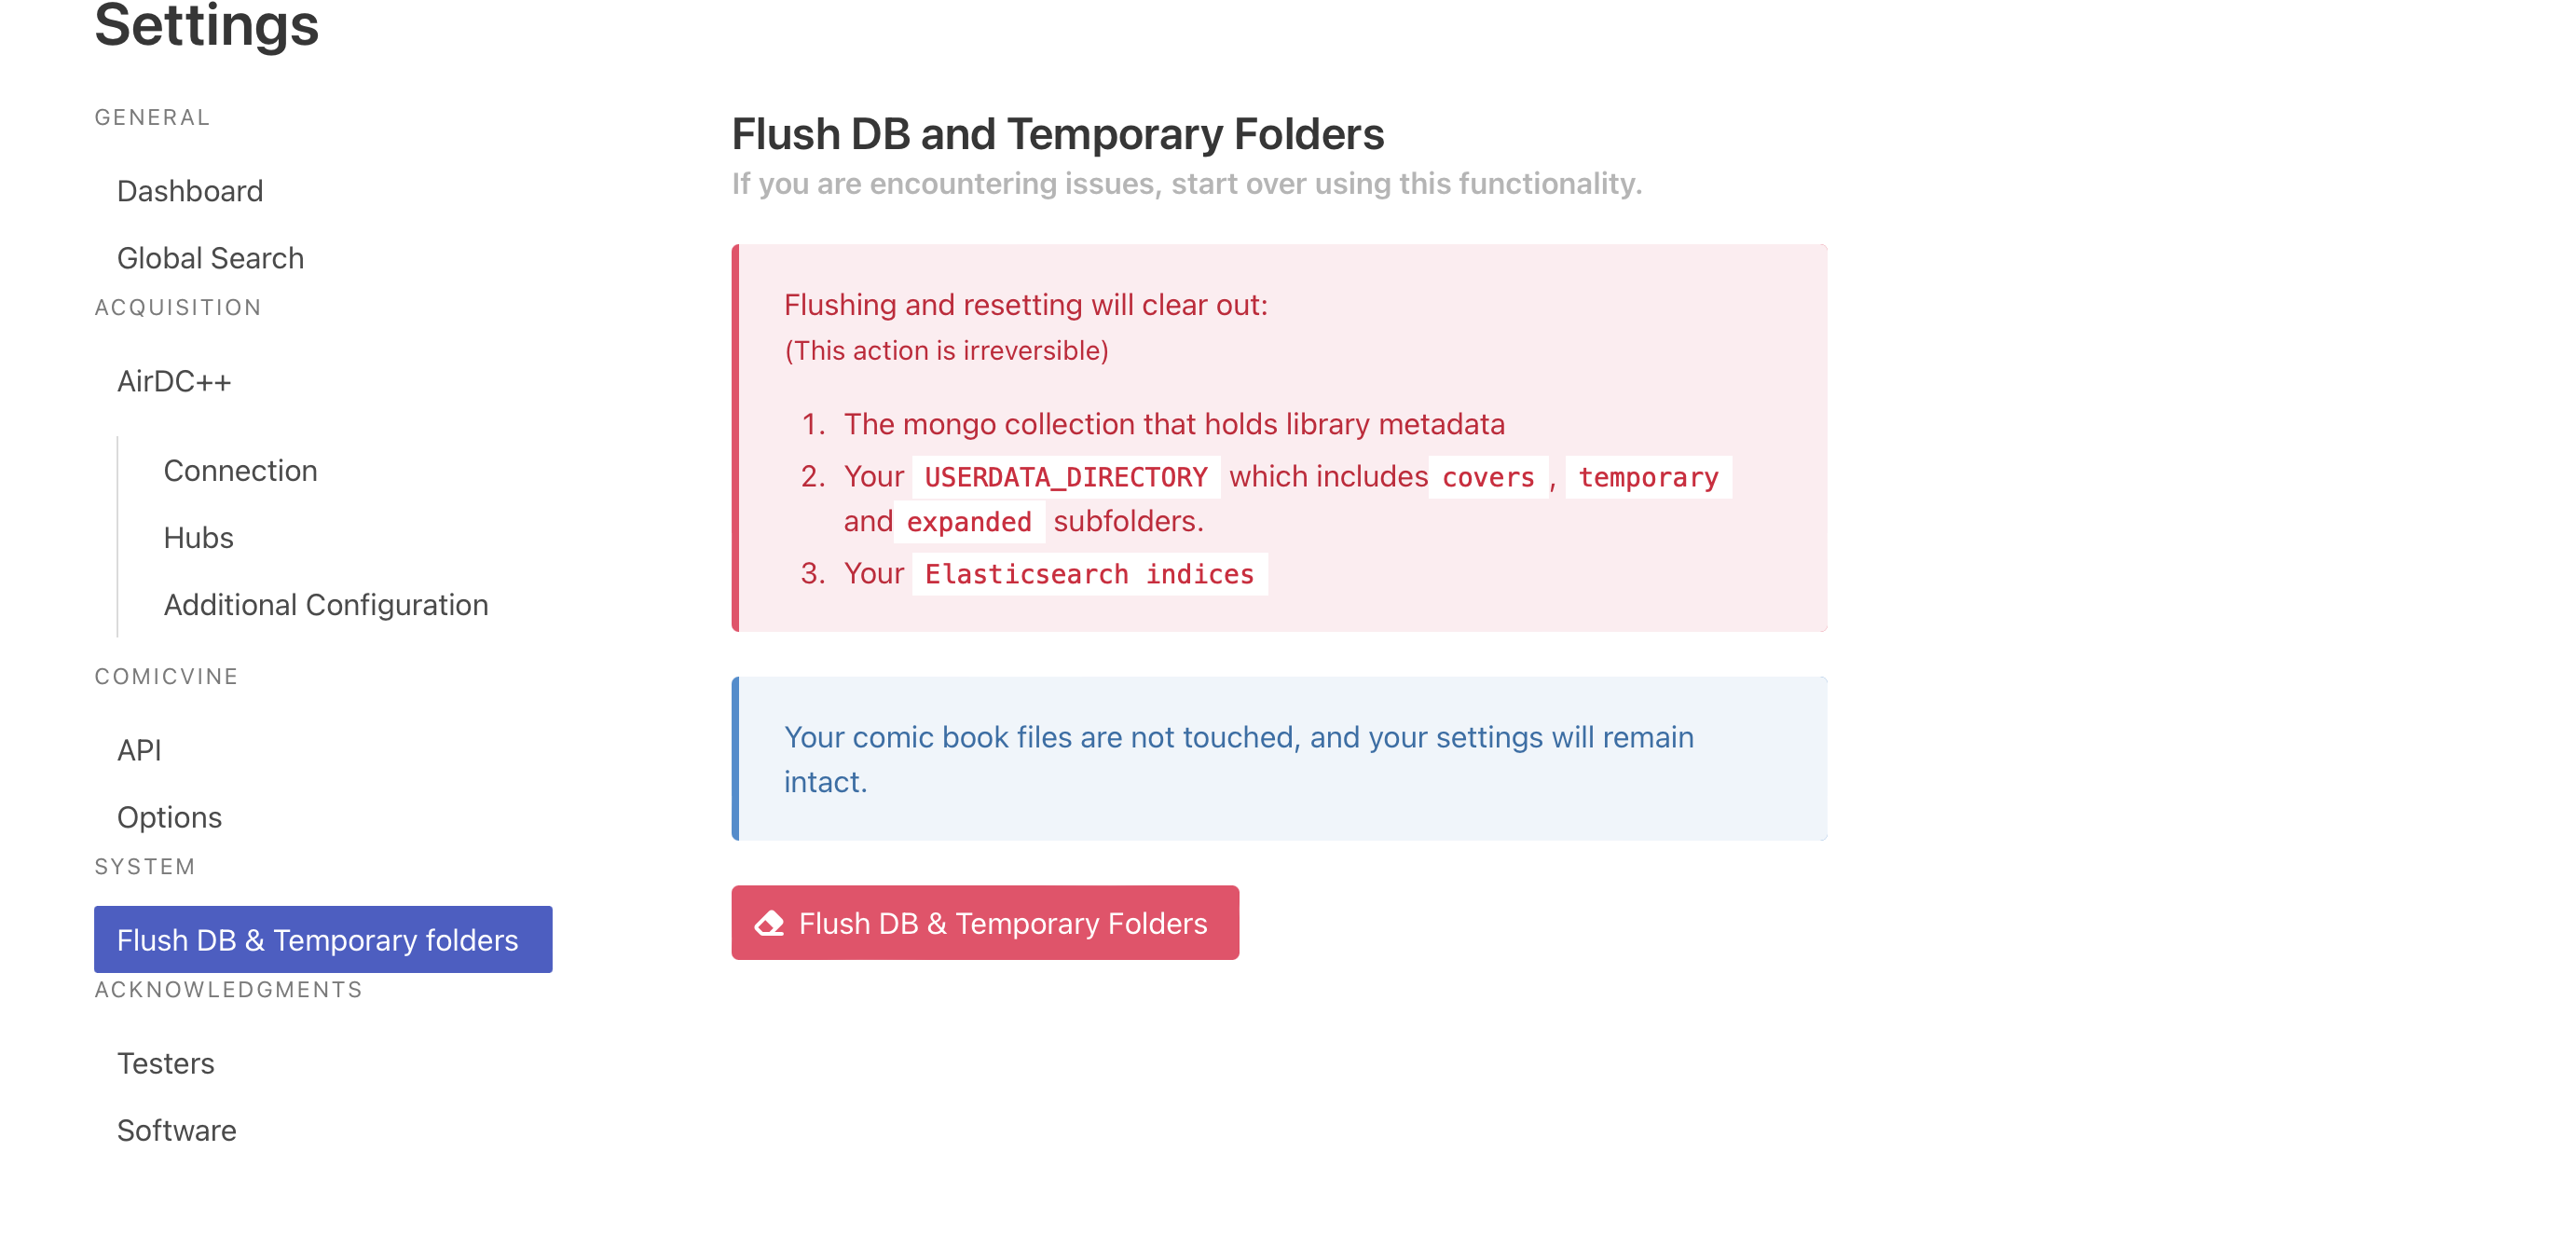 Settings
GENERAL
Dashboard
Global Search
ACQUISITION
AirDC++
Connection
Hubs
Additional Configuration
COMICVINE
API
Options
SYSTEM
Flush DB & Temporary folders
ACKNOWLEDGMENTS
Testers
Software
Flush DB and Temporary Folders
If you are encountering issues, start over using this functionality.
Flushing and resetting will clear out:
(This action is irreversible)
1. The mongo collection that holds library metadata
2. Your USERDATA_DIRECTORY which includes covers , temporary
and expanded subfolders.
3. Your Elasticsearch indices
Your comic book files are not touched, and your settings will remain
intact.
Flush DB & Temporary Folders